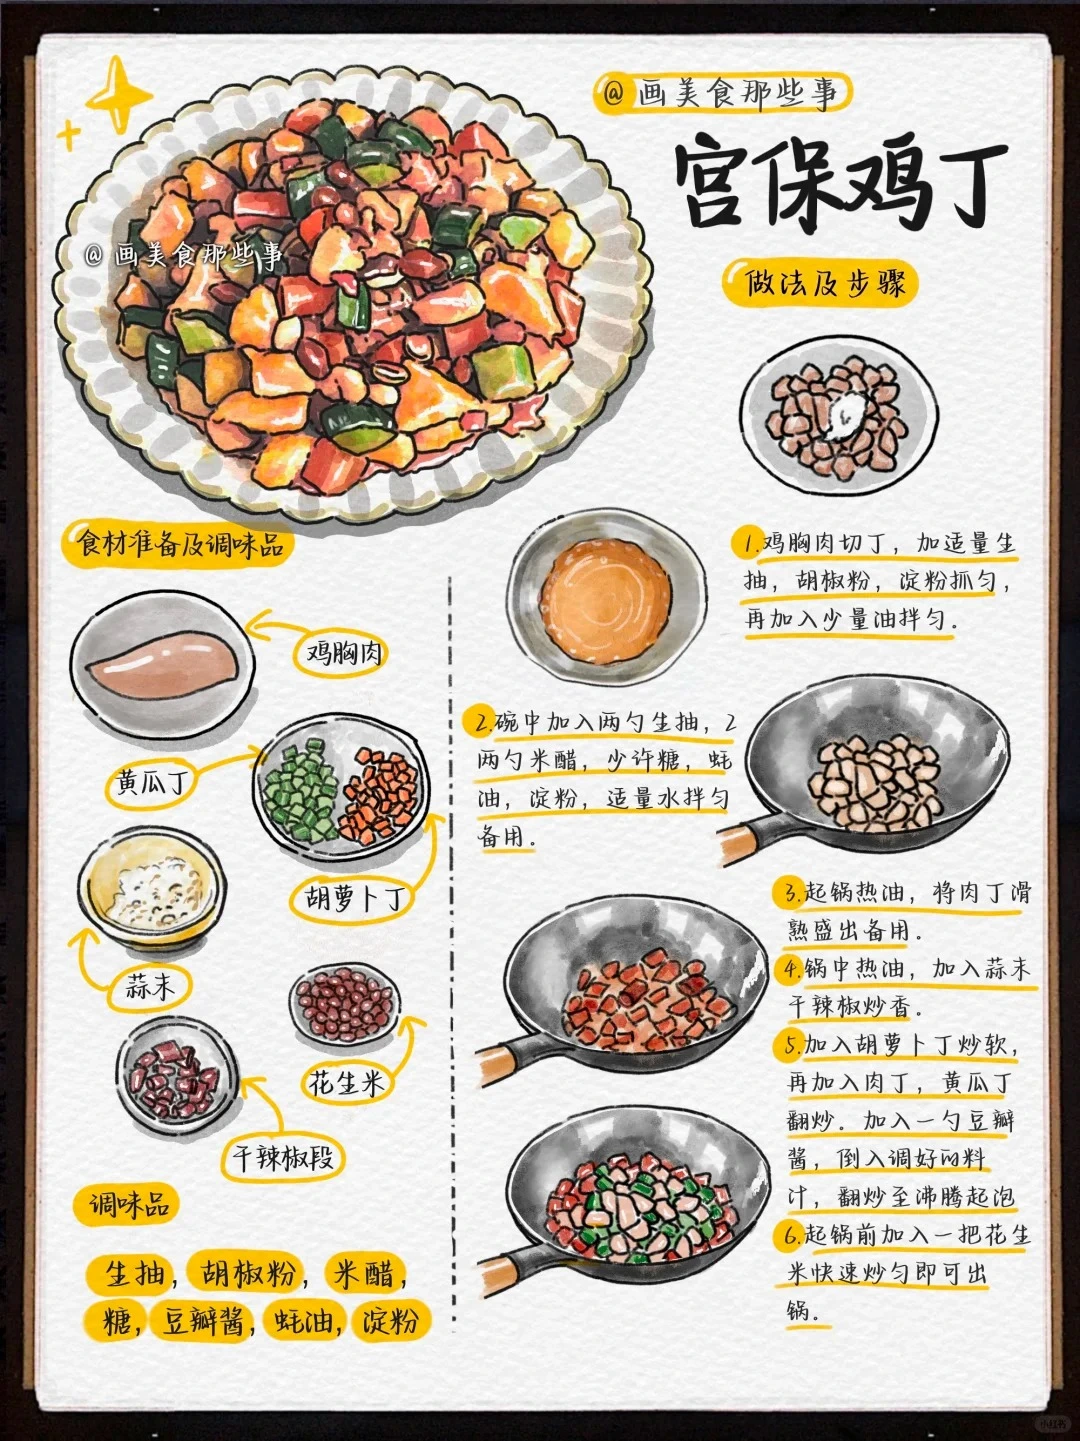 @画美食那些事
宫保鸡丁
@画美食那些事
做法及步骤
食材准备及调味品
鸡胸肉
黄瓜丁
胡萝卜丁
蒜末
花生米
干辣椒段
调味品
生抽，胡椒粉，米醋，
糖，豆瓣酱，蚝油，淀粉
1.鸡胸肉切丁，加适量生
抽，胡椒粉，淀粉抓匀，
再加入少量油拌匀.
2.碗中加入两勺生抽，2
两勺米醋，少许糖，蚝
油，淀粉，适量水拌匀
备用。
3.起锅热油，将肉丁滑
熟盛出备用。
4.锅中热油，加入蒜末
干辣椒炒香。
5.加入胡萝卜丁炒软，
再加入肉丁，黄瓜丁
翻炒．加入一勺豆瓣
酱，倒入调好的料
汁，翻炒至沸腾起泡
6.起锅前加入一把花生
米快速炒匀即可出
锅。
小红书